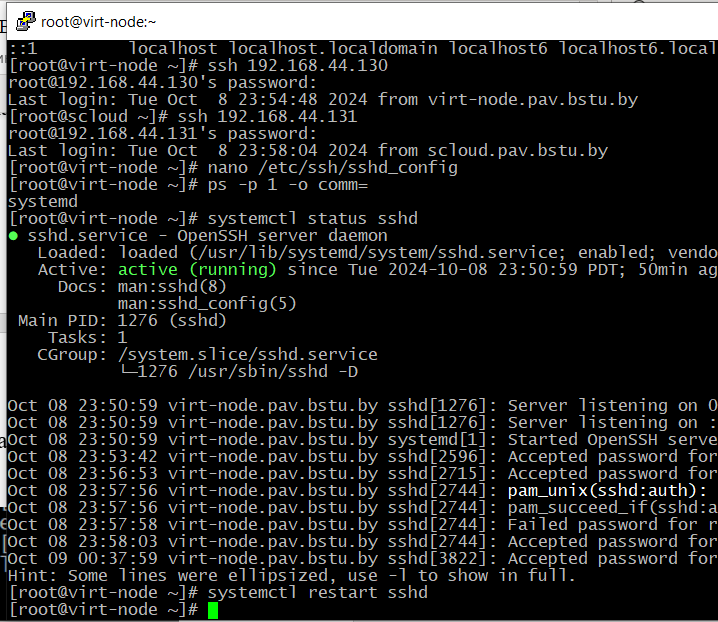 root@virt-node:~
::1         localhost localhost.localdomain localhost6 localhost6.local
[root@virt-node ~]# ssh 192.168.44.130
root@192.168.44.130's password:
Last login: Tue Oct  8 23:54:48 2024 from virt-node.pav.bstu.by
[root@scloud ~]# ssh 192.168.44.131
root@192.168.44.131's password:
Last login: Tue Oct  8 23:58:04 2024 from scloud.pav.bstu.by
[root@virt-node ~]# nano /etc/ssh/sshd_config
[root@virt-node ~]# ps -p 1 -o comm=
systemd
[root@virt-node ~]# systemctl status sshd
● sshd.service - OpenSSH server daemon
   Loaded: loaded (/usr/lib/systemd/system/sshd.service; enabled; vendo
   Active: active (running) since Tue 2024-10-08 23:50:59 PDT; 50min ag
     Docs: man:sshd(8)
           man:sshd_config(5)
 Main PID: 1276 (sshd)
    Tasks: 1
   CGroup: /system.slice/sshd.service
           └─1276 /usr/sbin/sshd -D
Oct 08 23:50:59 virt-node.pav.bstu.by sshd[1276]: Server listening on 0
Oct 08 23:50:59 virt-node.pav.bstu.by sshd[1276]: Server listening on :
Oct 08 23:50:59 virt-node.pav.bstu.by systemd[1]: Started OpenSSH serve
Oct 08 23:53:42 virt-node.pav.bstu.by sshd[2596]: Accepted password for
Oct 08 23:56:53 virt-node.pav.bstu.by sshd[2715]: Accepted password for
Oct 08 23:57:56 virt-node.pav.bstu.by sshd[2744]: pam_unix(sshd:auth):
Oct 08 23:57:56 virt-node.pav.bstu.by sshd[2744]: pam_succeed_if(sshd:a
Oct 08 23:57:58 virt-node.pav.bstu.by sshd[2744]: Failed password for r
Oct 08 23:58:03 virt-node.pav.bstu.by sshd[2744]: Accepted password for
Oct 09 00:37:59 virt-node.pav.bstu.by sshd[3822]: Accepted password for
Hint: Some lines were ellipsized, use -l to show in full.
[root@virt-node ~]# systemctl restart sshd
[root@virt-node ~]#